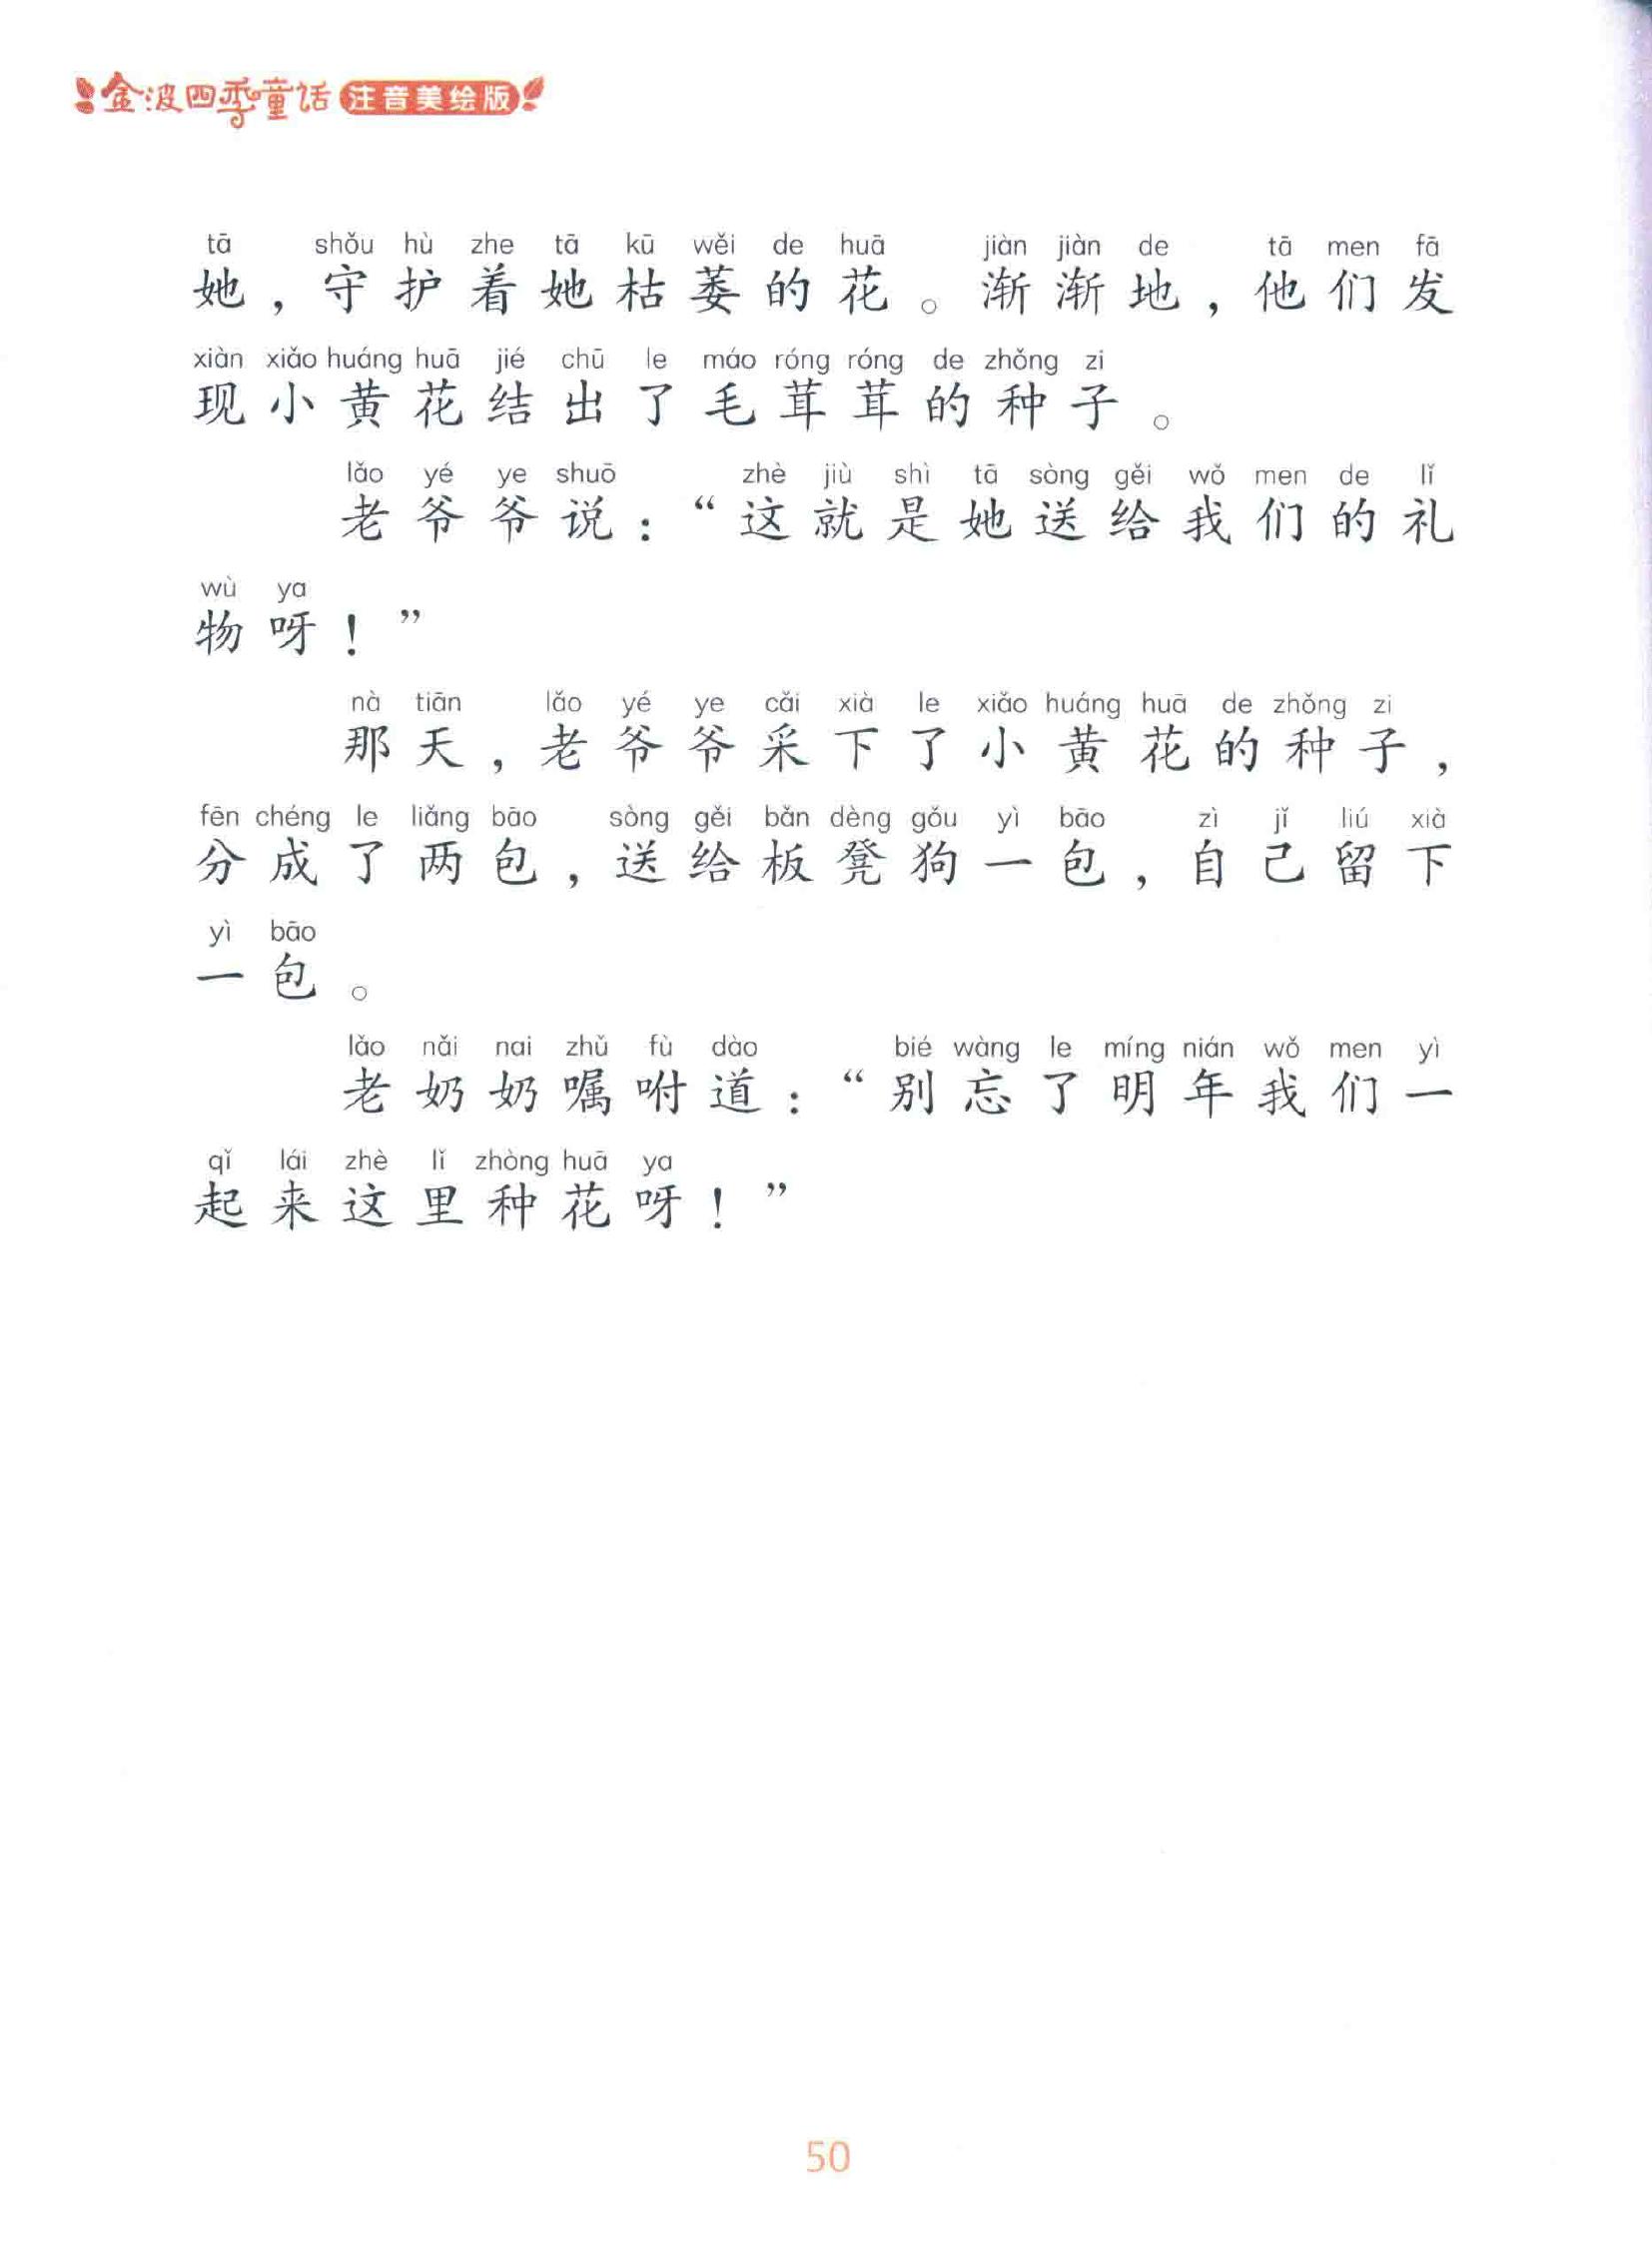 金波四季童话 注音美绘版
tā shǒu hù zhe tā kū wěi de huā jiàn jiàn de tā men fā
她，守护着她枯萎的花。渐渐地，他们发
xiàn xiǎo huáng huā jié chū le máo róng róng de zhǒng zi
现小黄花结出了毛茸茸的种子。
lǎo yé ye shuō zhè jiù shì tā sòng gěi wǒ men de lǐ
老爷爷说：“这就是她送给我们的礼
wù ya
物呀！”
nà tiān lǎo yé ye cǎi xià le xiǎo huáng huā de zhǒng zi
那天，老爷爷采下了小黄花的种子，
fēn chéng le liǎng bāo sòng gěi bǎn dèng gǒu yì bāo zì jǐ liú xià
分成了两包，送给板凳狗一包，自己留下
yì bāo
一包。
lǎo nǎi nai zhǔ fù dào bié wàng le míng nián wǒ men yì
老奶奶嘱咐道：“别忘了明年我们一
qǐ lái zhè lǐ zhòng huā ya
起来这里种花呀！”
50